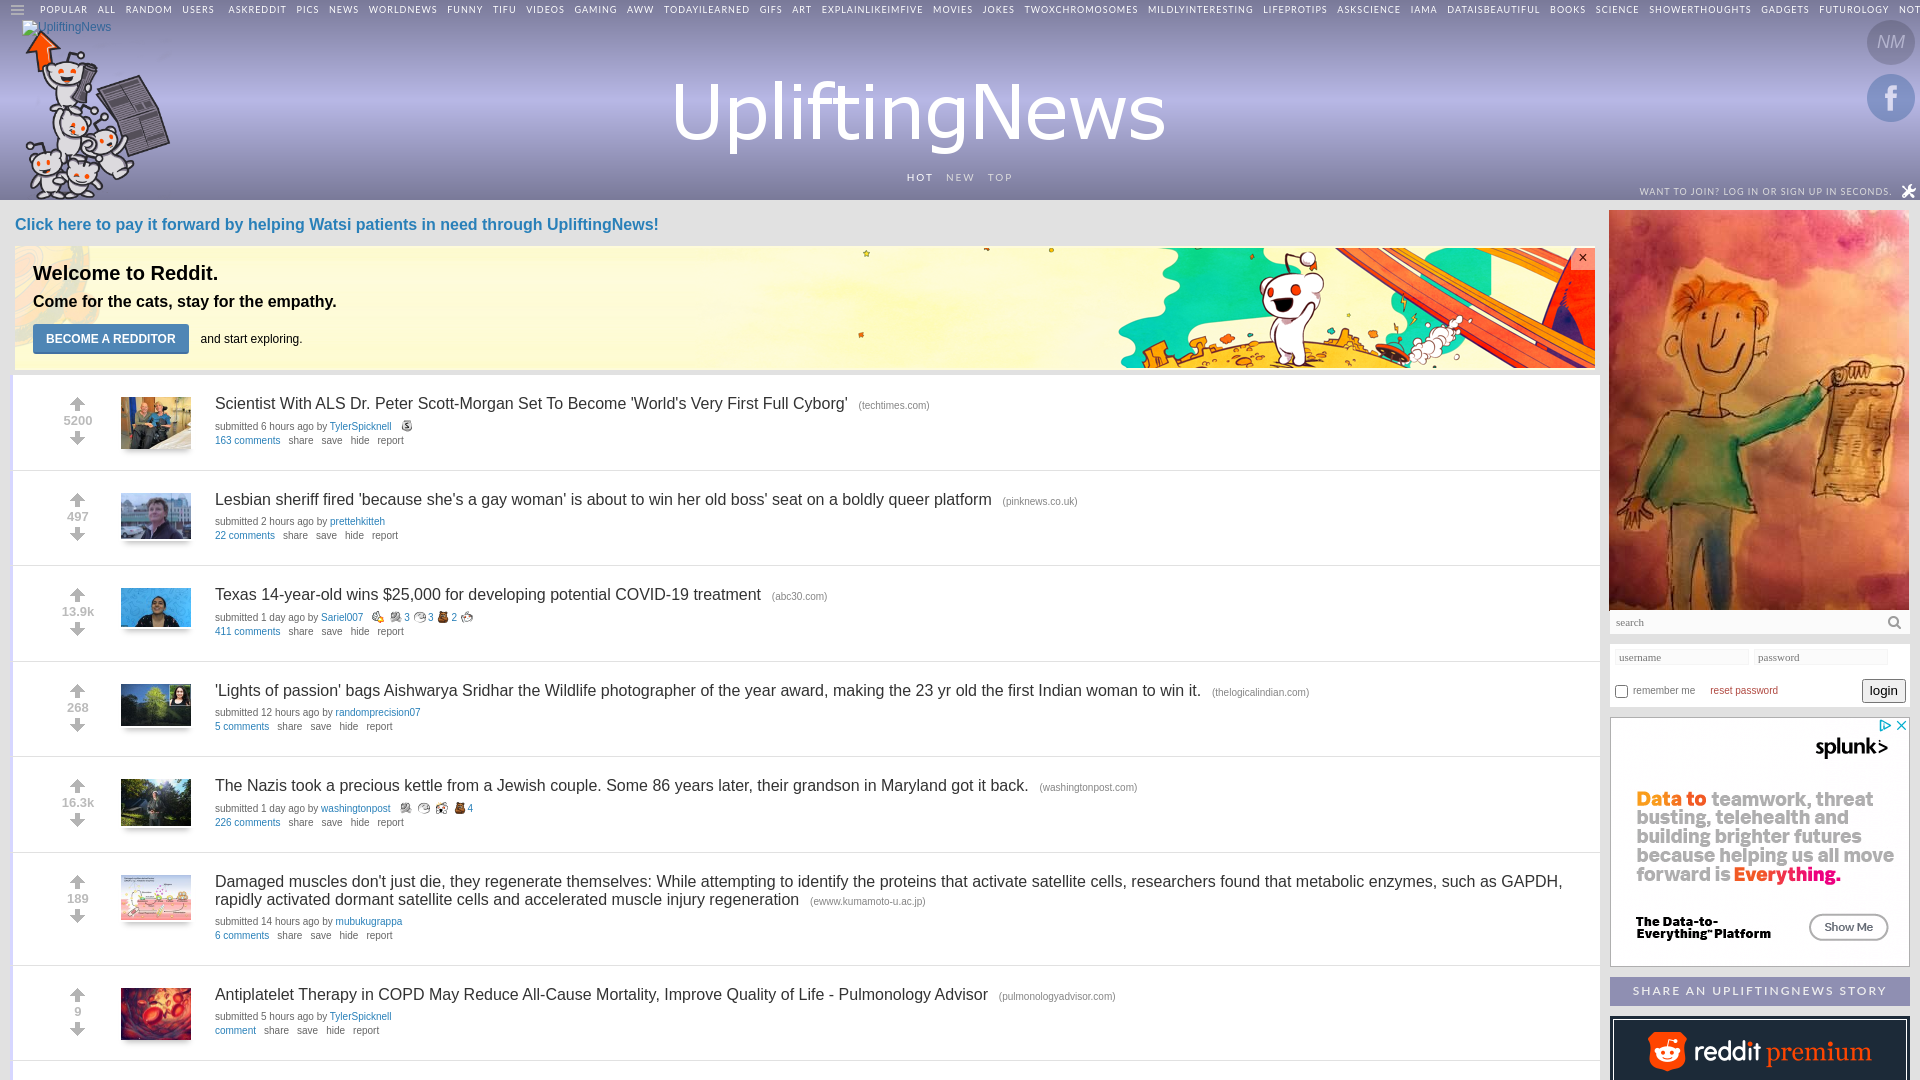 POPULAR ALL RANDOM USERS ASKREDDIT PICS NEWS WORLDNEWS FUNNY TIFU VIDEOS GAMING AWW TODAYILEARNED GIFS ART EXPLAINLIKEIMFIVE MOVIES JOKES TWOXCHROMOSOMES MILDLYINTERESTING LIFEPROTIPS ASKSCIENCE IAMA DATAISBEAUTIFUL BOOKS SCIENCE SHOWERTHOUGHTS GADGETS FUTUROLOGY NOT
UpliftingNews
NM
UpliftingNews
f
HOT NEW TOP
WANT TO JOIN? LOG IN OR SIGN UP IN SECONDS.
Click here to pay it forward by helping Watsi patients in need through UpliftingNews!
Welcome to Reddit.
Come for the cats, stay for the empathy.
BECOME A REDDITOR and start exploring.
×
5200
Scientist With ALS Dr. Peter Scott-Morgan Set To Become 'World's Very First Full Cyborg' (techtimes.com)
submitted 6 hours ago by TylerSpicknell
163 comments share save hide report
497
Lesbian sheriff fired 'because she's a gay woman' is about to win her old boss' seat on a boldly queer platform (pinknews.co.uk)
submitted 2 hours ago by prettehkitteh
22 comments share save hide report
13.9k
Texas 14-year-old wins $25,000 for developing potential COVID-19 treatment (abc30.com)
submitted 1 day ago by Sariel007 3 3 2
411 comments share save hide report
268
'Lights of passion' bags Aishwarya Sridhar the Wildlife photographer of the year award, making the 23 yr old the first Indian woman to win it. (thelogicalindian.com)
submitted 12 hours ago by randomprecision07
5 comments share save hide report
16.3k
The Nazis took a precious kettle from a Jewish couple. Some 86 years later, their grandson in Maryland got it back. (washingtonpost.com)
submitted 1 day ago by washingtonpost 4
226 comments share save hide report
189
Damaged muscles don't just die, they regenerate themselves: While attempting to identify the proteins that activate satellite cells, researchers found that metabolic enzymes, such as GAPDH,
rapidly activated dormant satellite cells and accelerated muscle injury regeneration (ewww.kumamoto-u.ac.jp)
submitted 14 hours ago by mubukugrappa
6 comments share save hide report
9
Antiplatelet Therapy in COPD May Reduce All-Cause Mortality, Improve Quality of Life - Pulmonology Advisor (pulmonologyadvisor.com)
submitted 5 hours ago by TylerSpicknell
comment share save hide report
search
username password
remember me reset password login
splunk>
Data to teamwork, threat
busting, telehealth and
building brighter futures
because helping us all move
forward is Everything.
The Data-to-
Everything™ Platform
Show Me
SHARE AN UPLIFTINGNEWS STORY
reddit premium